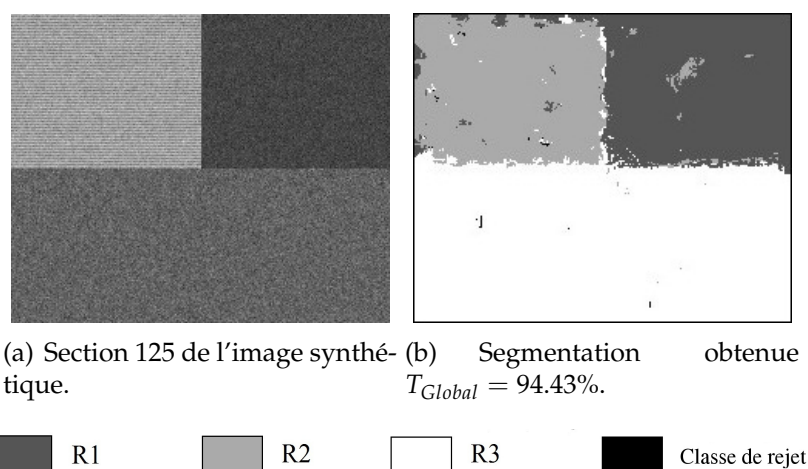 (a) Section 125 de l'image synthé-
tique.
(b) Segmentation obtenue
T_Global = 94.43%.
R1 R2 R3 Classe de rejet